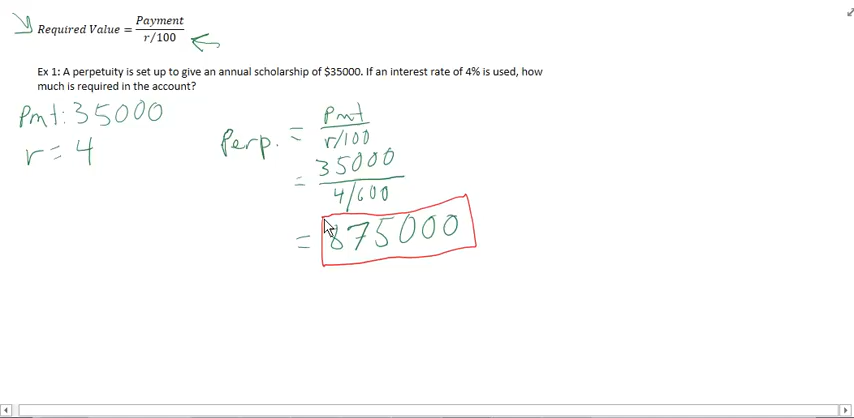 Required Value = Payment / r/100
Ex 1: A perpetuity is set up to give an annual scholarship of $35000. If an interest rate of 4% is used, how
much is required in the account?
Pmt: 35000
r = 4
Perp. = Pmt / r/100
= 35000 / 4/100
= 875000